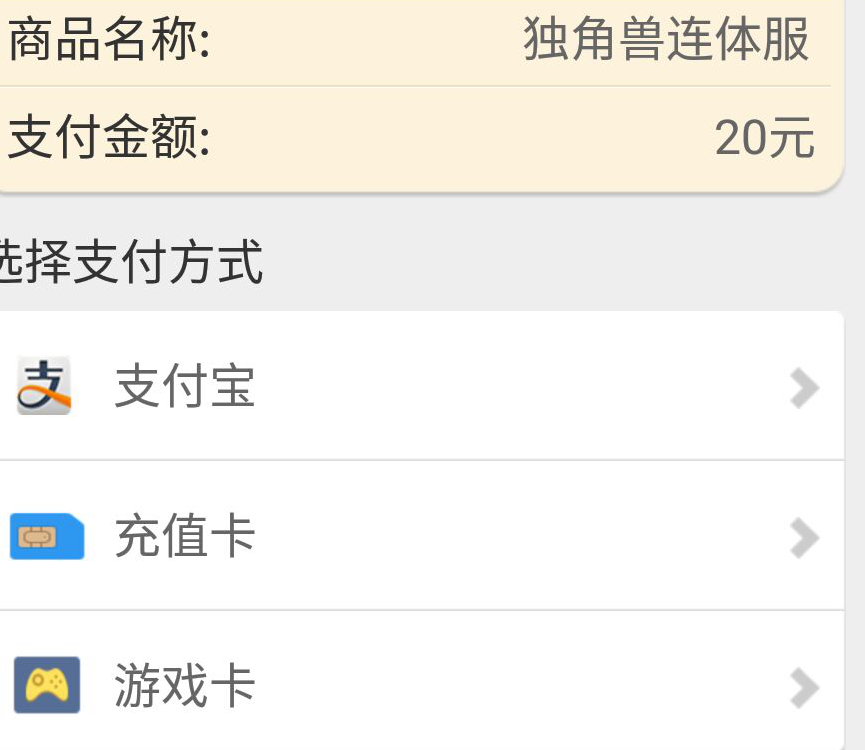 商品名称: 独角兽连体服
支付金额: 20元
选择支付方式
支付宝
充值卡
游戏卡